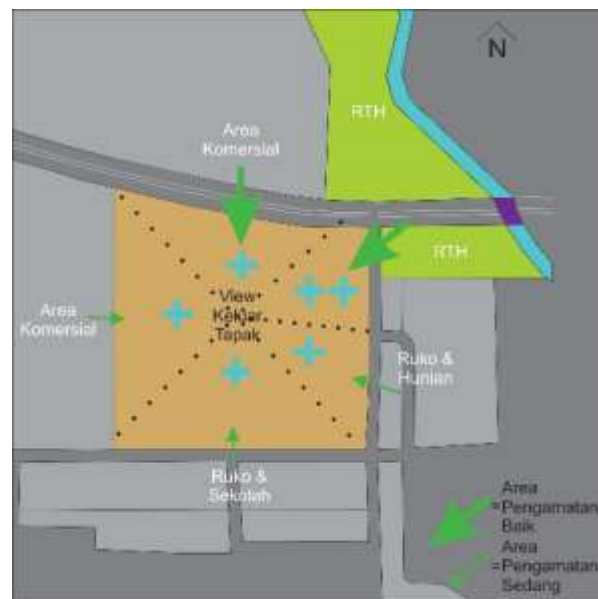 N
RTH
Area
Komersial
RTH
View
Keluar
Tapak
Area
Komersial
Ruko &
Hunian
Ruko &
Sekolah
Area
=Pengamatan
Baik
Area
=Pengamatan
Sedang